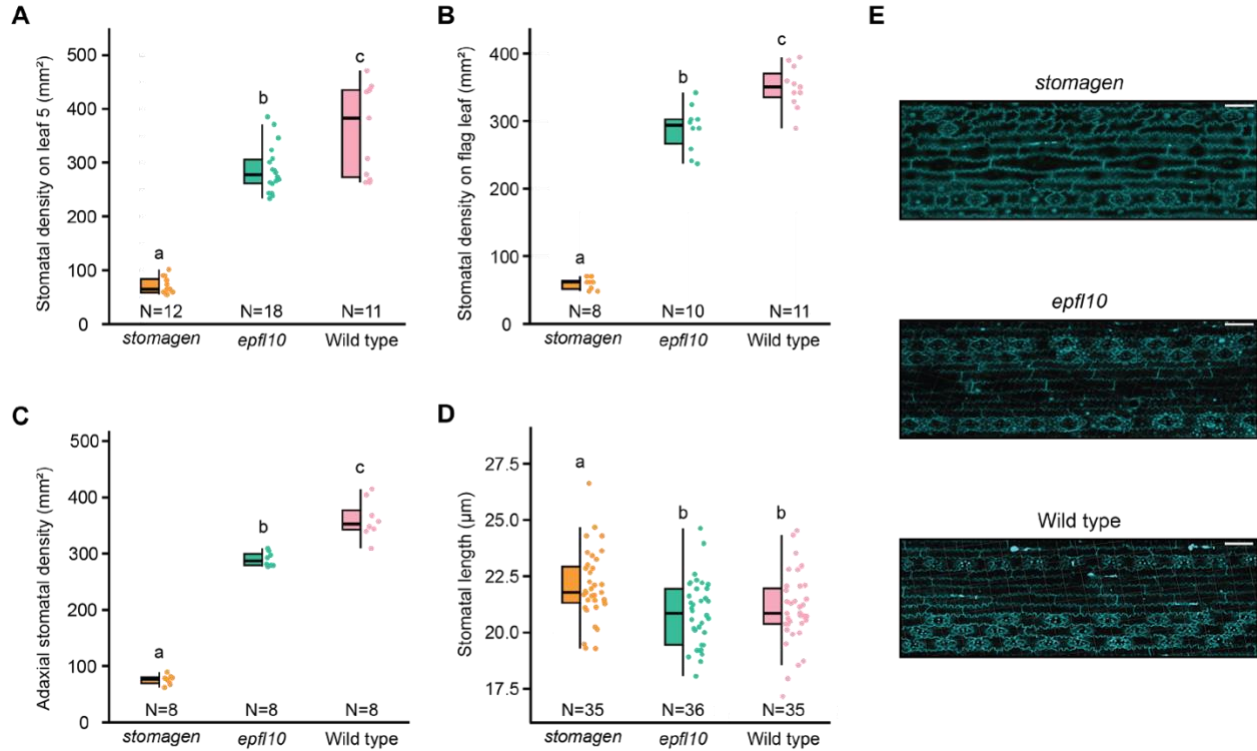 A
Stomatal density on leaf 5 (mm²)
500
400
300
200
100
0
a
b
c
N=12
N=18
N=11
stomagen
epfl10
Wild type
B
Stomatal density on flag leaf (mm²)
400
300
200
100
0
a
b
c
N=8
N=10
N=11
stomagen
epfl10
Wild type
C
Adaxial stomatal density (mm²)
500
400
300
200
100
0
a
b
c
N=8
N=8
N=8
stomagen
epfl10
Wild type
D
Stomatal length (µm)
27.5
25.0
22.5
20.0
17.5
a
b
b
N=35
N=36
N=35
stomagen
epfl10
Wild type
E
stomagen
epfl10
Wild type